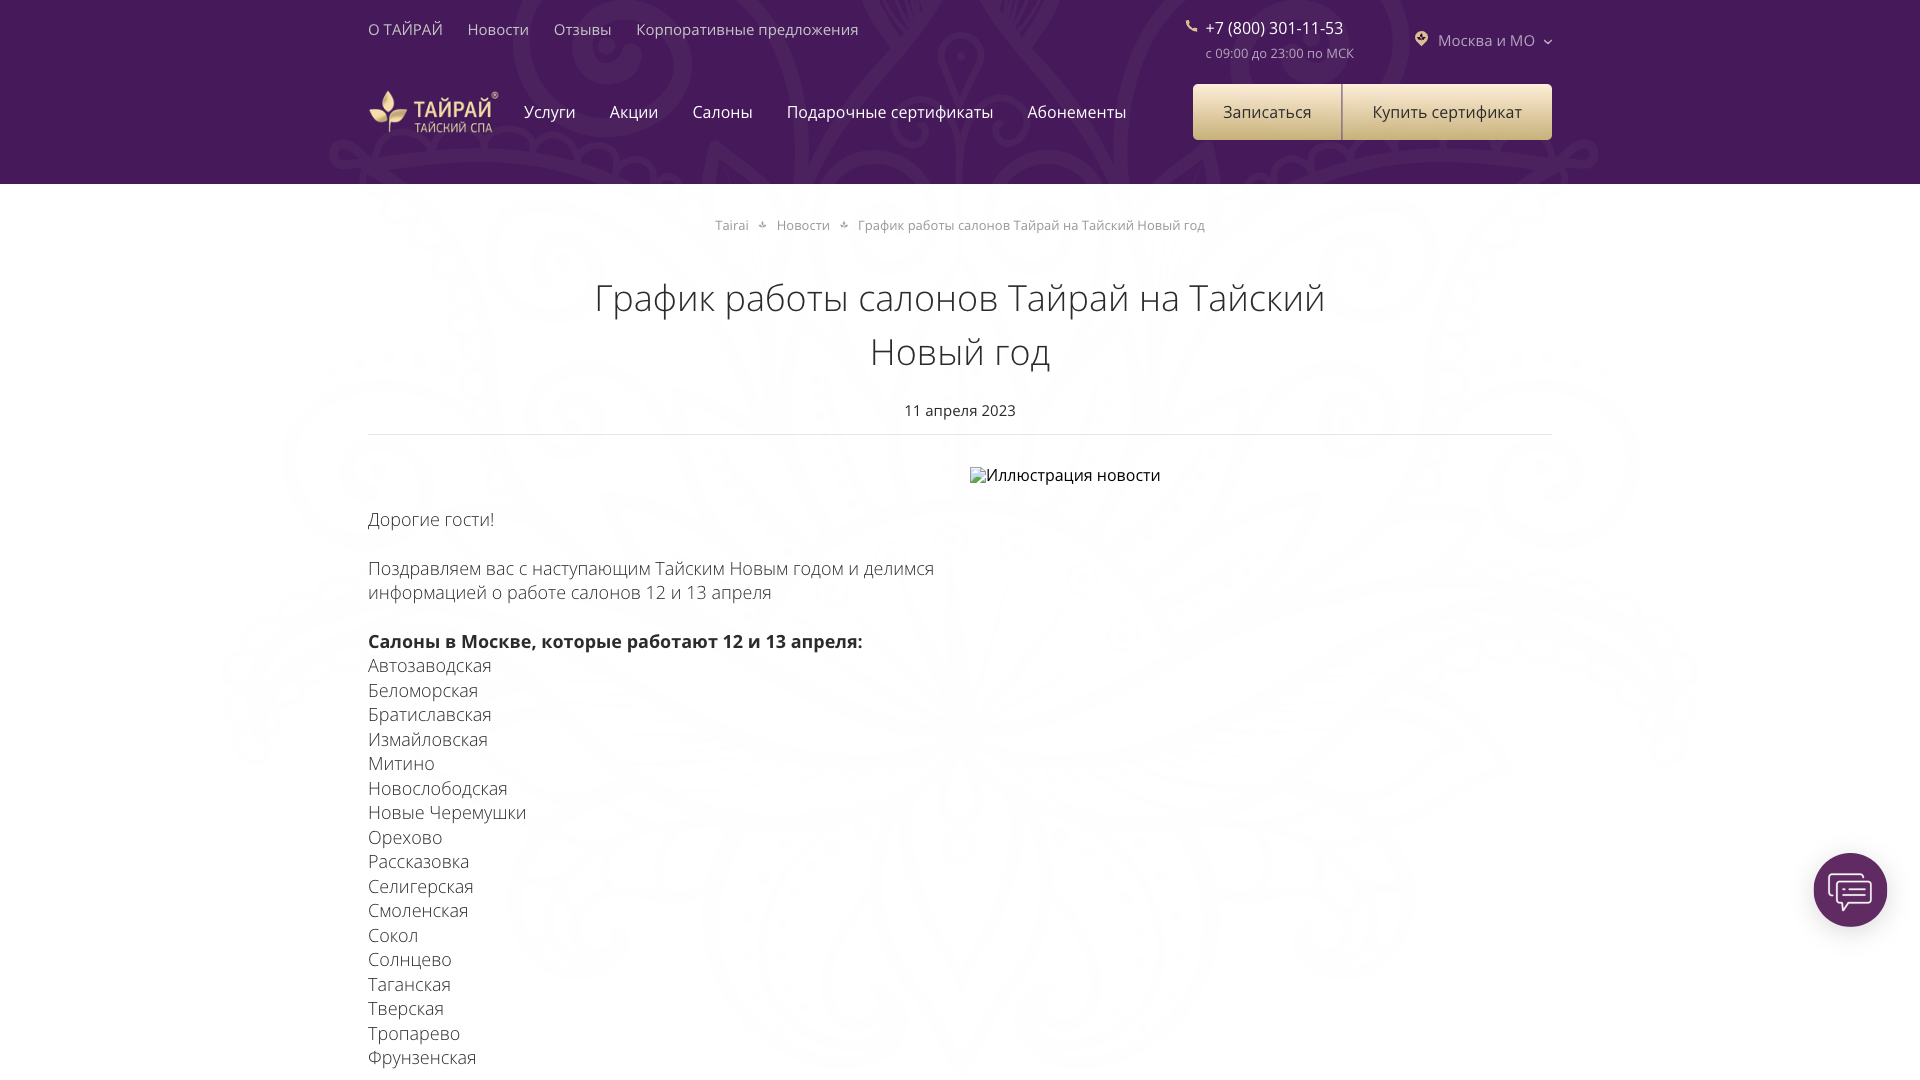 О ТАЙРАЙ Новости Отзывы Корпоративные предложения
+7 (800) 301-11-53
с 09:00 до 23:00 по МСК
Москва и МО
ТАЙРАЙ®
ТАЙСКИЙ СПА
Услуги Акции Салоны Подарочные сертификаты Абонементы
Записаться Купить сертификат
Tairai Новости График работы салонов Тайрай на Тайский Новый год
График работы салонов Тайрай на Тайский
Новый год
11 апреля 2023
Иллюстрация новости
Дорогие гости!
Поздравляем вас с наступающим Тайским Новым годом и делимся
информацией о работе салонов 12 и 13 апреля
Салоны в Москве, которые работают 12 и 13 апреля:
Автозаводская
Беломорская
Братиславская
Измайловская
Митино
Новослободская
Новые Черемушки
Орехово
Рассказовка
Селигерская
Смоленская
Сокол
Солнцево
Таганская
Тверская
Тропарево
Фрунзенская